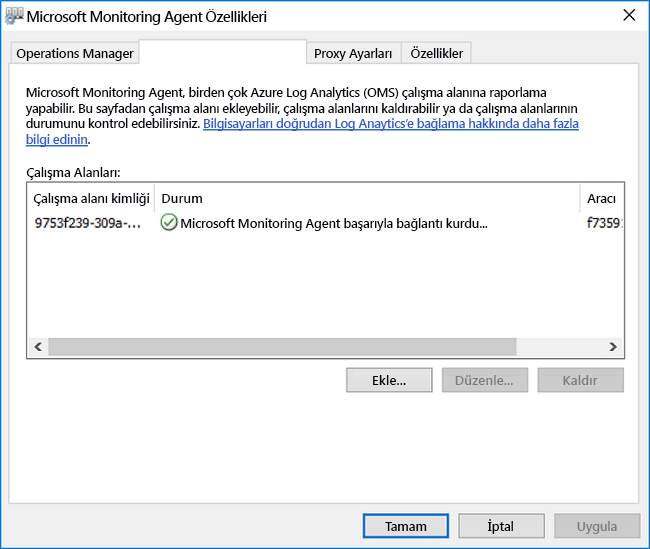 Microsoft Monitoring Agent Özellikleri
Operations Manager
Proxy Ayarları
Özellikler
Microsoft Monitoring Agent, birden çok Azure Log Analytics (OMS) çalışma alanına raporlama
yapabilir. Bu sayfadan çalışma alanı ekleyebilir, çalışma alanlarını kaldırabilir ya da çalışma alanlarının
durumunu kontrol edebilirsiniz. Bilgisayarları doğrudan Log Anaytics'e bağlama hakkında daha fazla
bilgi edinin.
Çalışma Alanları:
Çalışma alanı kimliği Durum Aracı
9753f239-309a-... Microsoft Monitoring Agent başarıyla bağlantı kurdu... f7359
Ekle... Düzenle... Kaldır
Tamam İptal Uygula